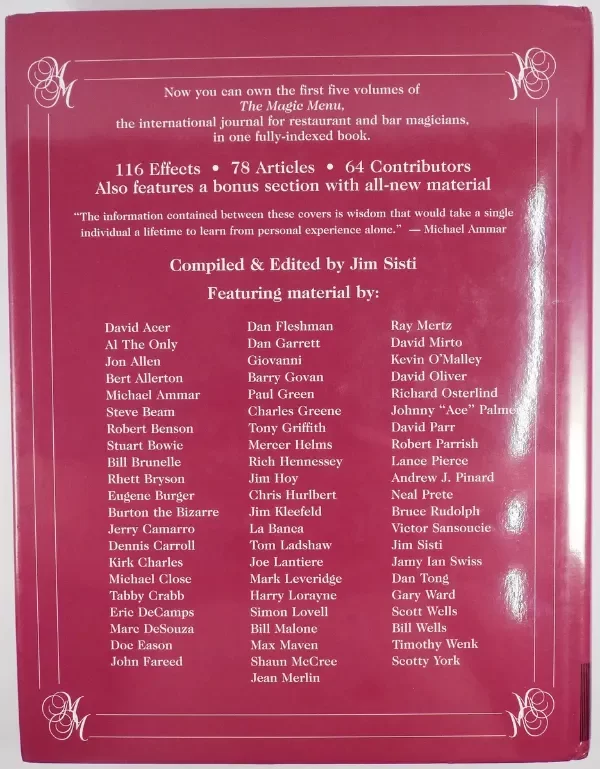 Now you can own the first five volumes of
The Magic Menu,
the international journal for restaurant and bar magicians,
in one fully-indexed book.
116 Effects • 78 Articles • 64 Contributors
Also features a bonus section with all-new material
"The information contained between these covers is wisdom that would take a single
individual a lifetime to learn from personal experience alone." — Michael Ammar
Compiled & Edited by Jim Sisti
Featuring material by:
David Acer
Al The Only
Jon Allen
Bert Allerton
Michael Ammar
Steve Beam
Robert Benson
Stuart Bowie
Bill Brunelle
Rhett Bryson
Eugene Burger
Burton the Bizarre
Jerry Camarro
Dennis Carroll
Kirk Charles
Michael Close
Tabby Crabb
Eric DeCamps
Marc DeSouza
Doc Eason
John Fareed
Dan Fleshman
Dan Garrett
Giovanni
Barry Govan
Paul Green
Charles Greene
Tony Griffith
Mercer Helms
Rich Hennessey
Jim Hoy
Chris Hurlbert
Jim Kleefeld
La Banca
Tom Ladshaw
Joe Lantiere
Mark Leveridge
Harry Lorayne
Simon Lovell
Bill Malone
Max Maven
Shaun McCree
Jean Merlin
Ray Mertz
David Mirto
Kevin O'Malley
David Oliver
Richard Osterlind
Johnny "Ace" Palme
David Parr
Robert Parrish
Lance Pierce
Andrew J. Pinard
Neal Prete
Bruce Rudolph
Victor Sansoucie
Jim Sisti
Jamy Ian Swiss
Dan Tong
Gary Ward
Scott Wells
Bill Wells
Timothy Wenk
Scotty York